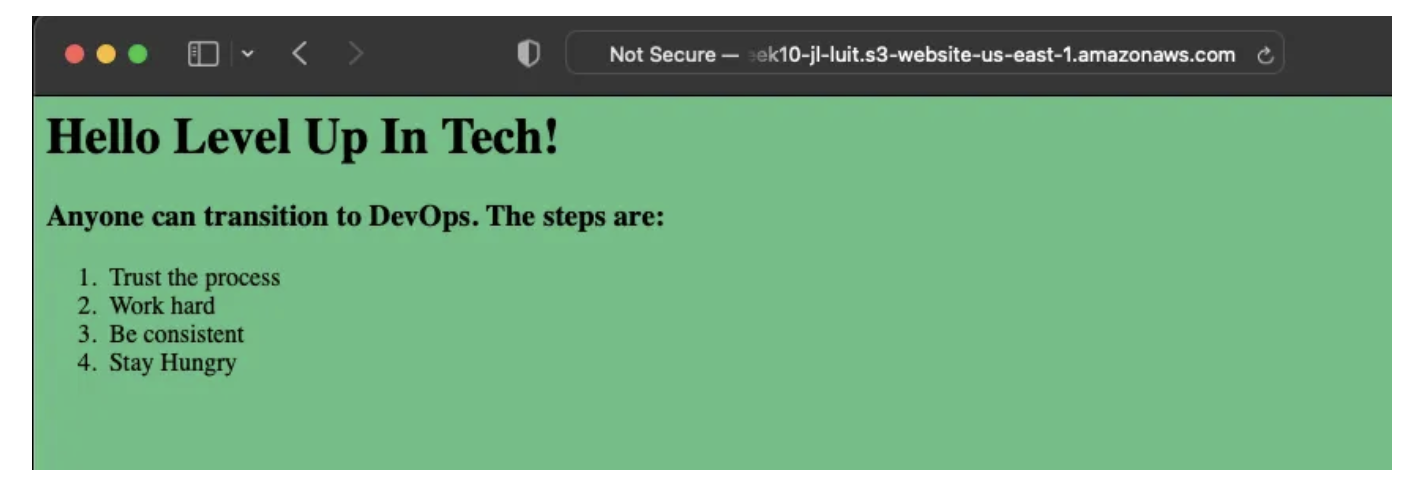 Not Secure — ek10-jl-luit.s3-website-us-east-1.amazonaws.com
Hello Level Up In Tech!
Anyone can transition to DevOps. The steps are:
1. Trust the process
2. Work hard
3. Be consistent
4. Stay Hungry